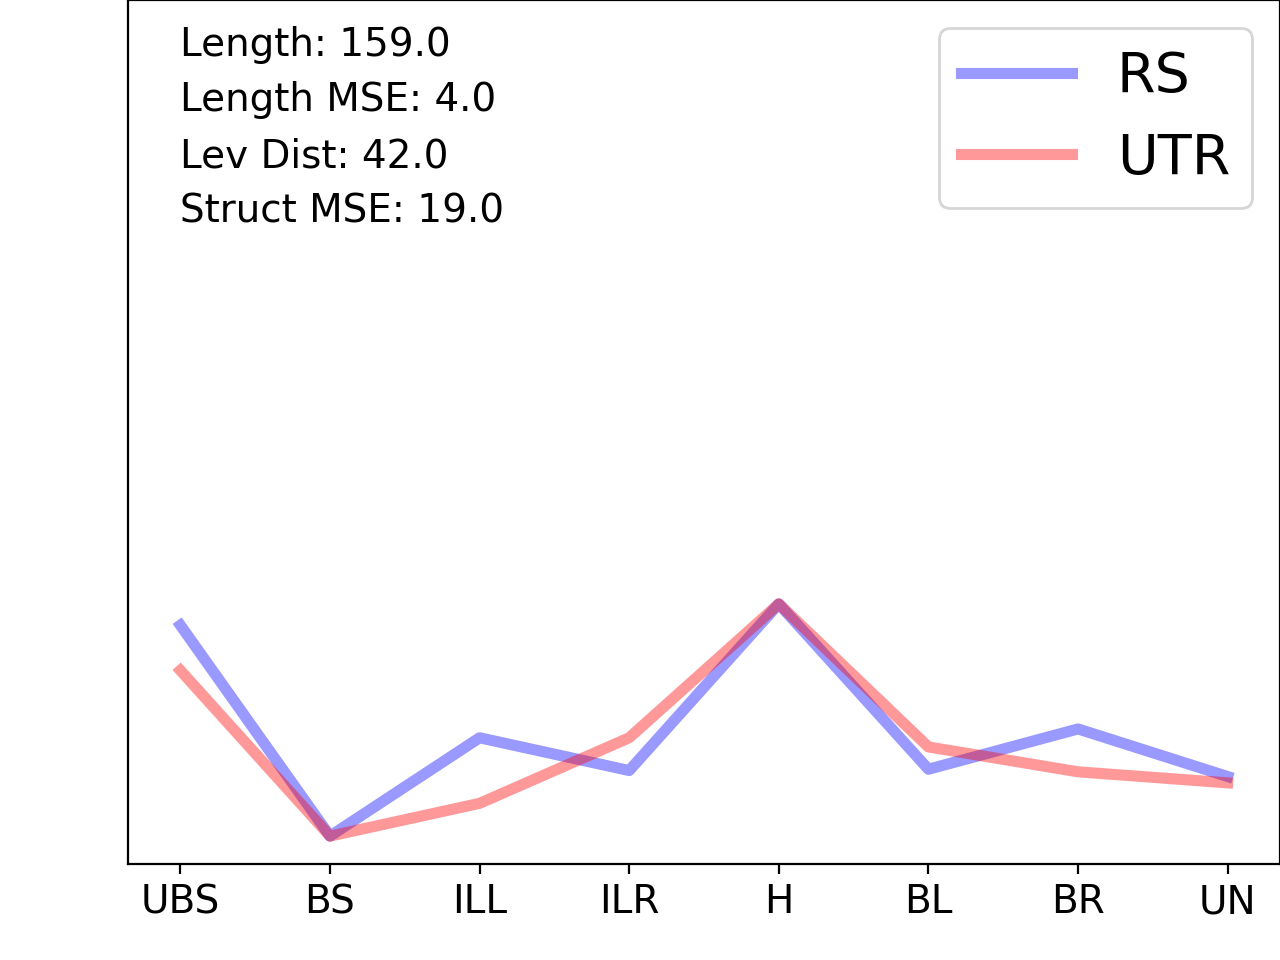 Length: 159.0
Length MSE: 4.0
Lev Dist: 42.0
Struct MSE: 19.0
RS
UTR
UBS BS ILL ILR H BL BR UN